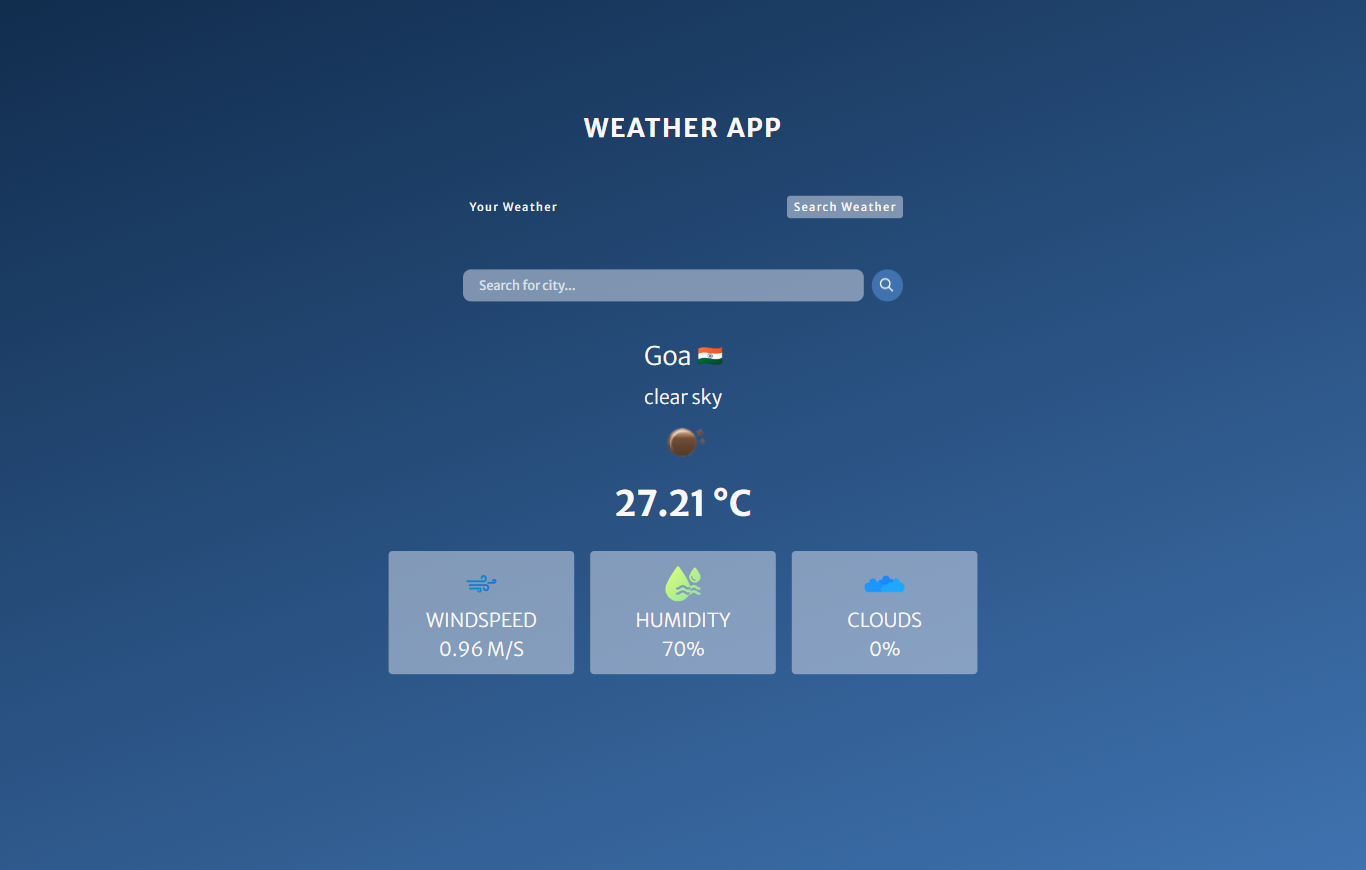 WEATHER APP
Your Weather
Search Weather
Search for city...
Goa
clear sky
27.21 °C
WINDSPEED
0.96 M/S
HUMIDITY
70%
CLOUDS
0%